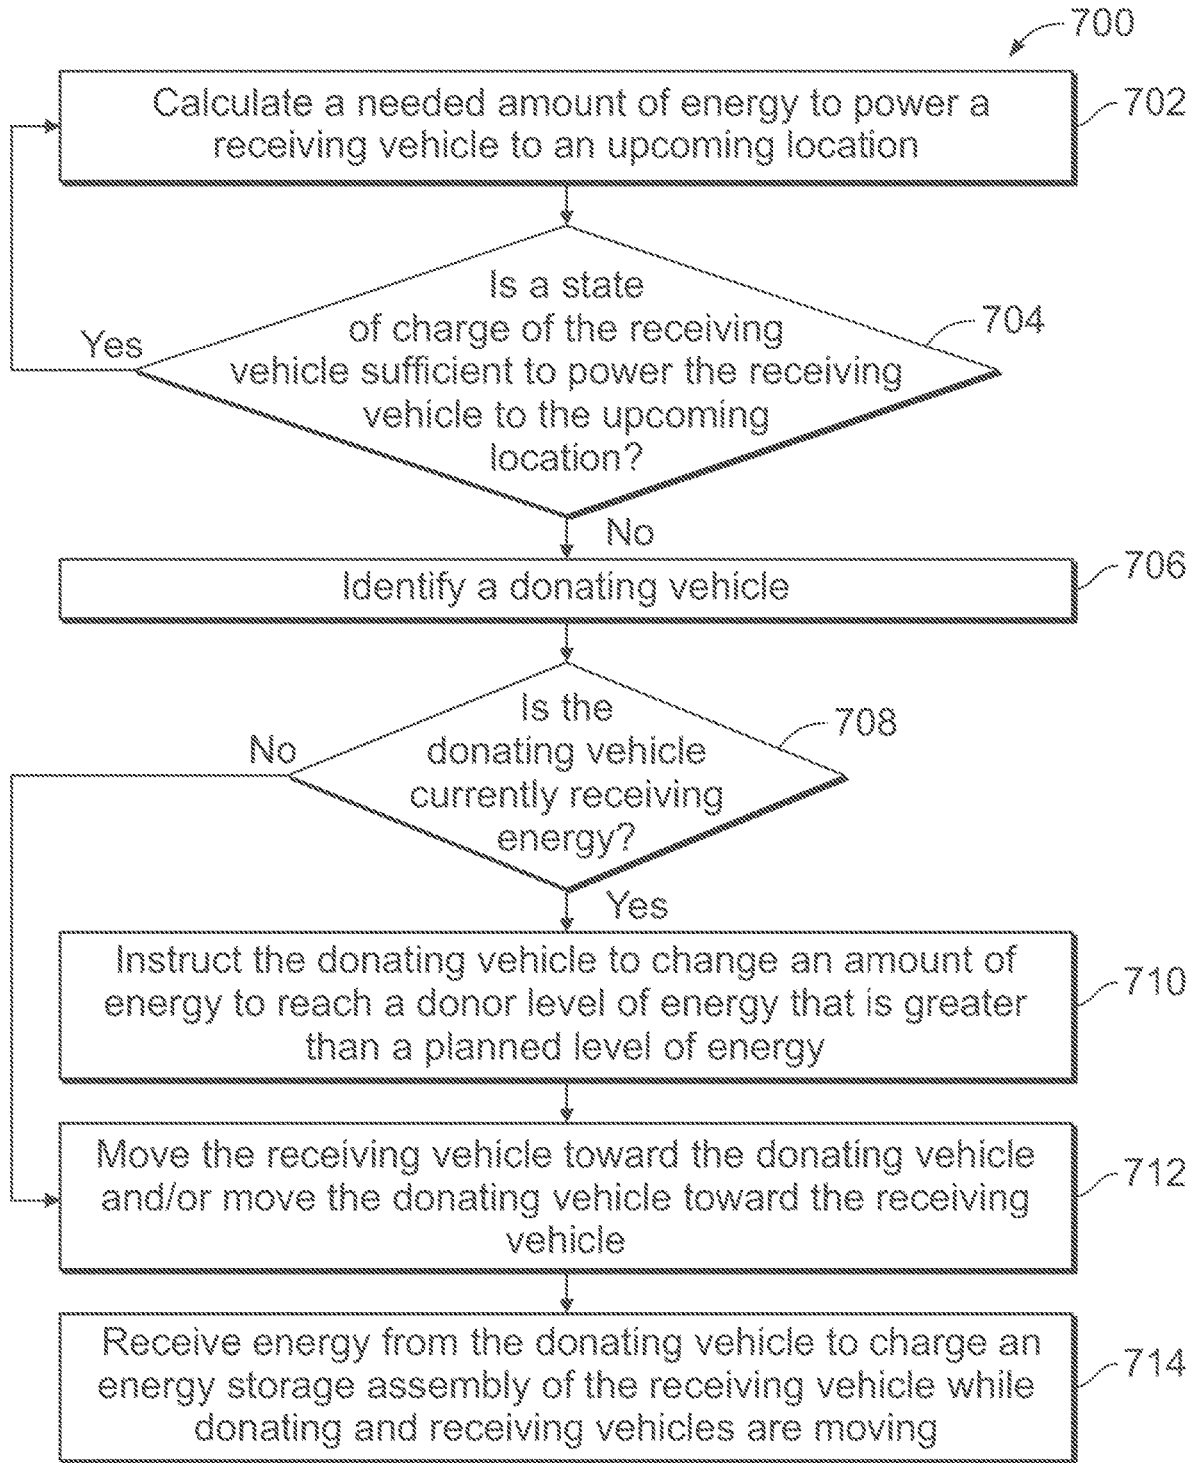 700
Calculate a needed amount of energy to power a
receiving vehicle to an upcoming location
702
Is a state
of charge of the receiving
vehicle sufficient to power the receiving
vehicle to the upcoming
location?
704
Yes
No
Identify a donating vehicle
706
Is the
donating vehicle
currently receiving
energy?
708
No
Yes
Instruct the donating vehicle to change an amount of
energy to reach a donor level of energy that is greater
than a planned level of energy
710
Move the receiving vehicle toward the donating vehicle
and/or move the donating vehicle toward the receiving
vehicle
712
Receive energy from the donating vehicle to charge an
energy storage assembly of the receiving vehicle while
donating and receiving vehicles are moving
714